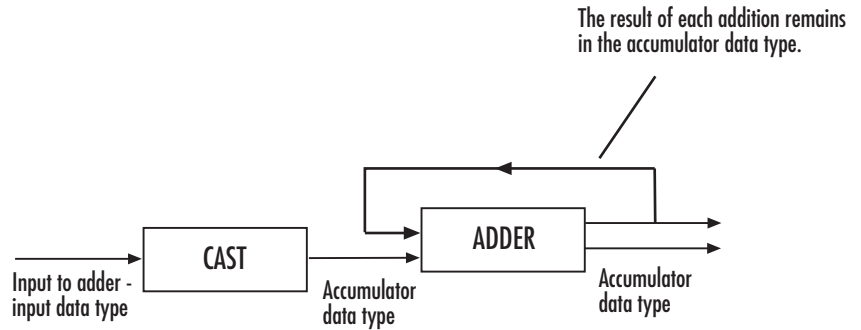 The result of each addition remains
in the accumulator data type.
CAST
ADDER
Input to adder -
input data type
Accumulator
data type
Accumulator
data type